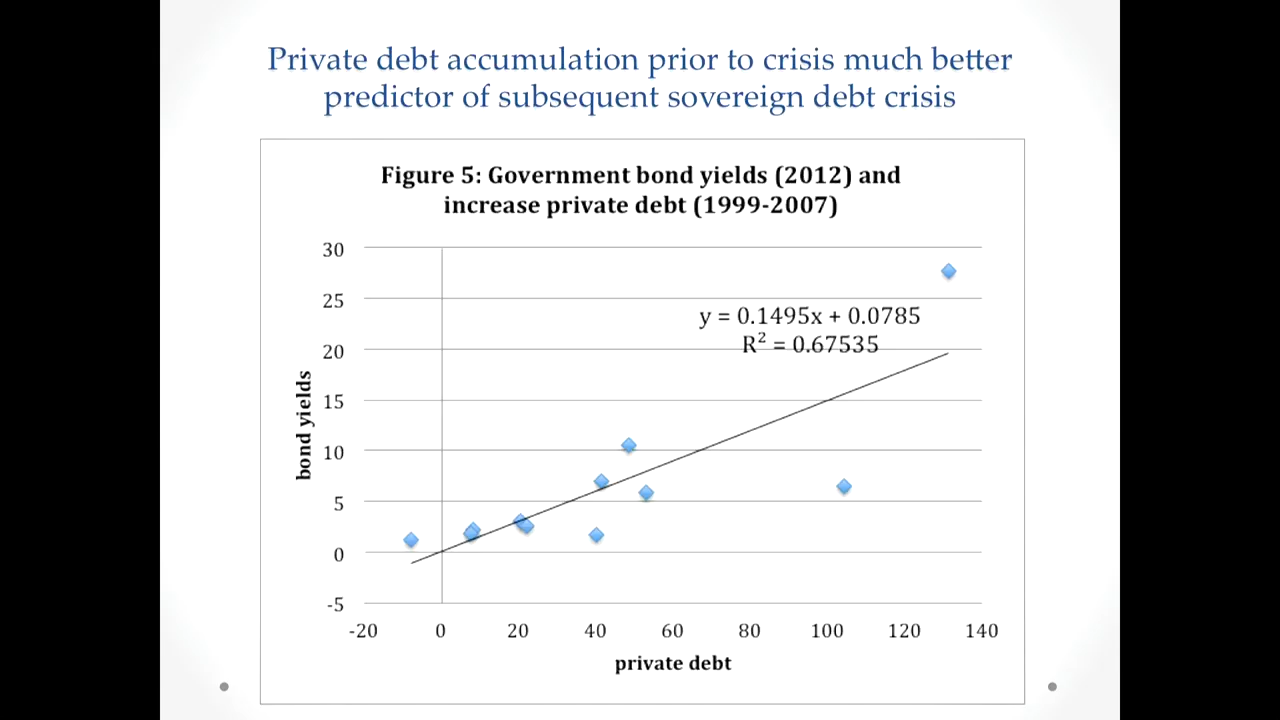 Private debt accumulation prior to crisis much better
predictor of subsequent sovereign debt crisis
Figure 5: Government bond yields (2012) and
increase private debt (1999-2007)
30
25
20
15
10
5
0
-5
bond yields
y = 0.1495x + 0.0785
R² = 0.67535
-20 0 20 40 60 80 100 120 140
private debt